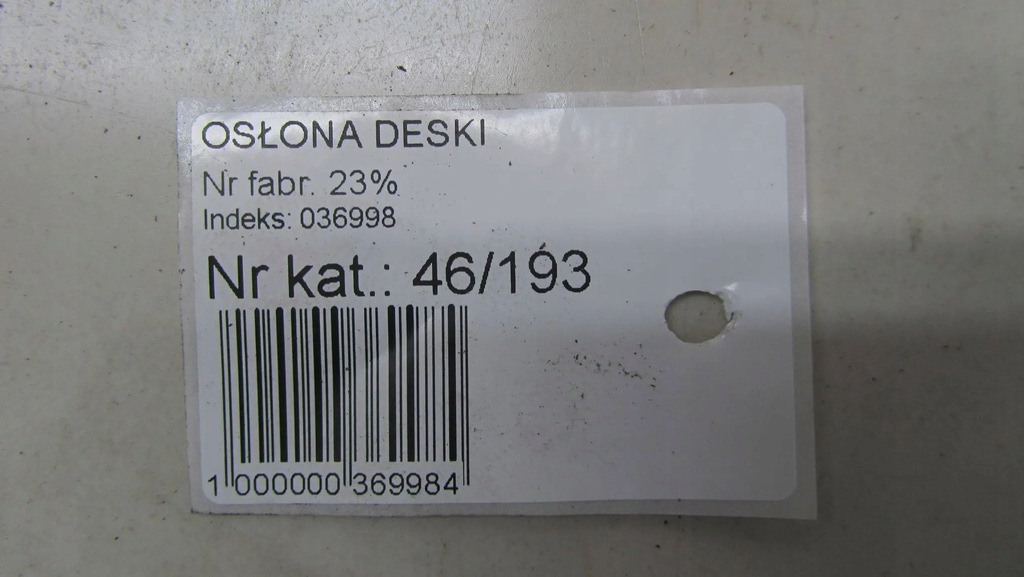 OSŁONA DESKI
Nr fabr. 23%
Indeks: 036998
Nr kat.: 46/193
1 000000 369984